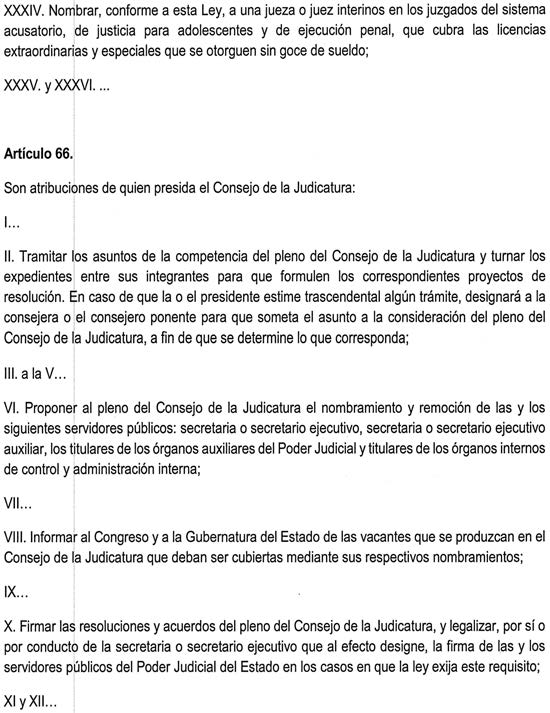 XXXIV. Nombrar, conforme a esta Ley, a una jueza o juez interinos en los juzgados del sistema
acusatorio, de justicia para adolescentes y de ejecución penal, que cubra las licencias
extraordinarias y especiales que se otorguen sin goce de sueldo;
XXXV. y XXXVI. ...
Artículo 66.
Son atribuciones de quien presida el Consejo de la Judicatura:
I...
II. Tramitar los asuntos de la competencia del pleno del Consejo de la Judicatura y turnar los
expedientes entre sus integrantes para que formulen los correspondientes proyectos de
resolución. En caso de que la o el presidente estime trascendental algún trámite, designará a la
consejera o el consejero ponente para que someta el asunto a la consideración del pleno del
Consejo de la Judicatura, a fin de que se determine lo que corresponda;
III. a la V...
VI. Proponer al pleno del Consejo de la Judicatura el nombramiento y remoción de las y los
siguientes servidores públicos: secretaria o secretario ejecutivo, secretaria o secretario ejecutivo
auxiliar, los titulares de los órganos auxiliares del Poder Judicial y titulares de los órganos internos
de control y administración interna;
VII...
VIII. Informar al Congreso y a la Gubernatura del Estado de las vacantes que se produzcan en el
Consejo de la Judicatura que deban ser cubiertas mediante sus respectivos nombramientos;
IX...
X. Firmar las resoluciones y acuerdos del pleno del Consejo de la Judicatura, y legalizar, por sí o
por conducto de la secretaria o secretario ejecutivo que al efecto designe, la firma de las y los
servidores públicos del Poder Judicial del Estado en los casos en que la ley exija este requisito;
XI y XII...